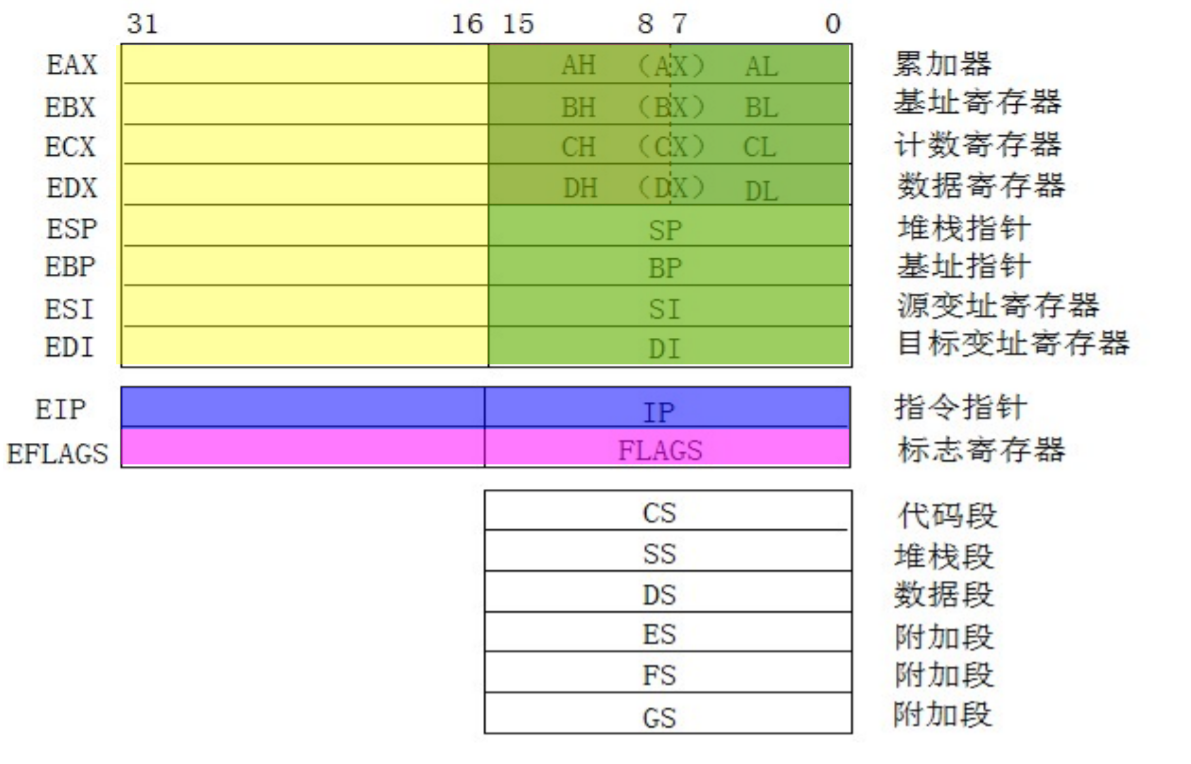 31 16 15 8 7 0
EAX AH （AX） AL 累加器
EBX BH （BX） BL 基址寄存器
ECX CH （CX） CL 计数寄存器
EDX DH （DX） DL 数据寄存器
ESP SP 堆栈指针
EBP BP 基址指针
ESI SI 源变址寄存器
EDI DI 目标变址寄存器
EIP IP 指令指针
EFLAGS FLAGS 标志寄存器
CS 代码段
SS 堆栈段
DS 数据段
ES 附加段
FS 附加段
GS 附加段